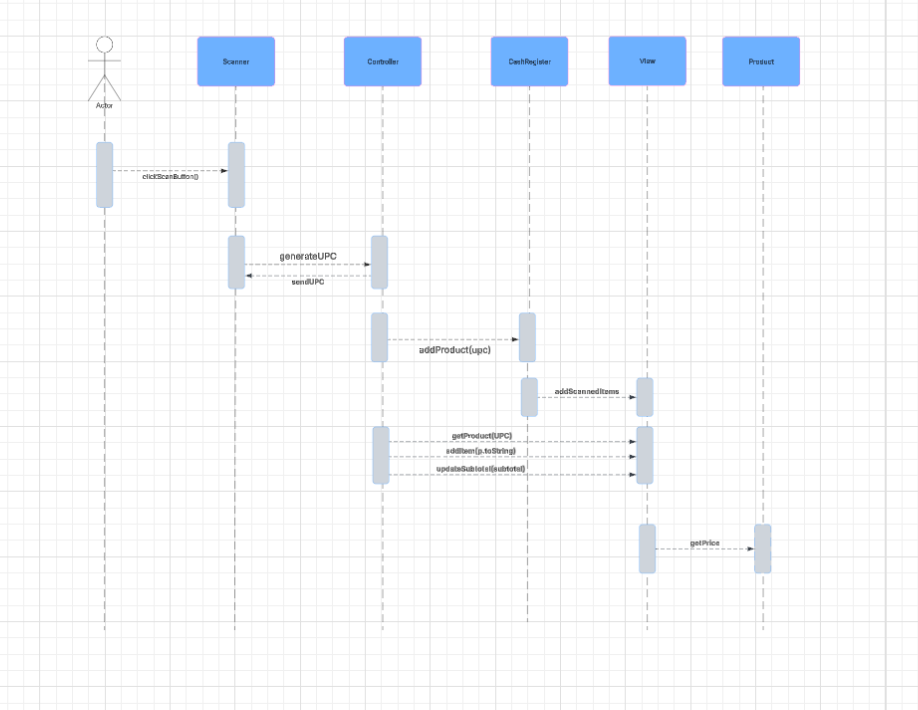 Scanner
Controller
CashRegister
View
Product
Actor
clickScanButton()
generateUPC
sendUPC
addProduct(upc)
addScannedItems
getProduct(UPC)
addItem(p.toString)
updateSubtotal(subtotal)
getPrice